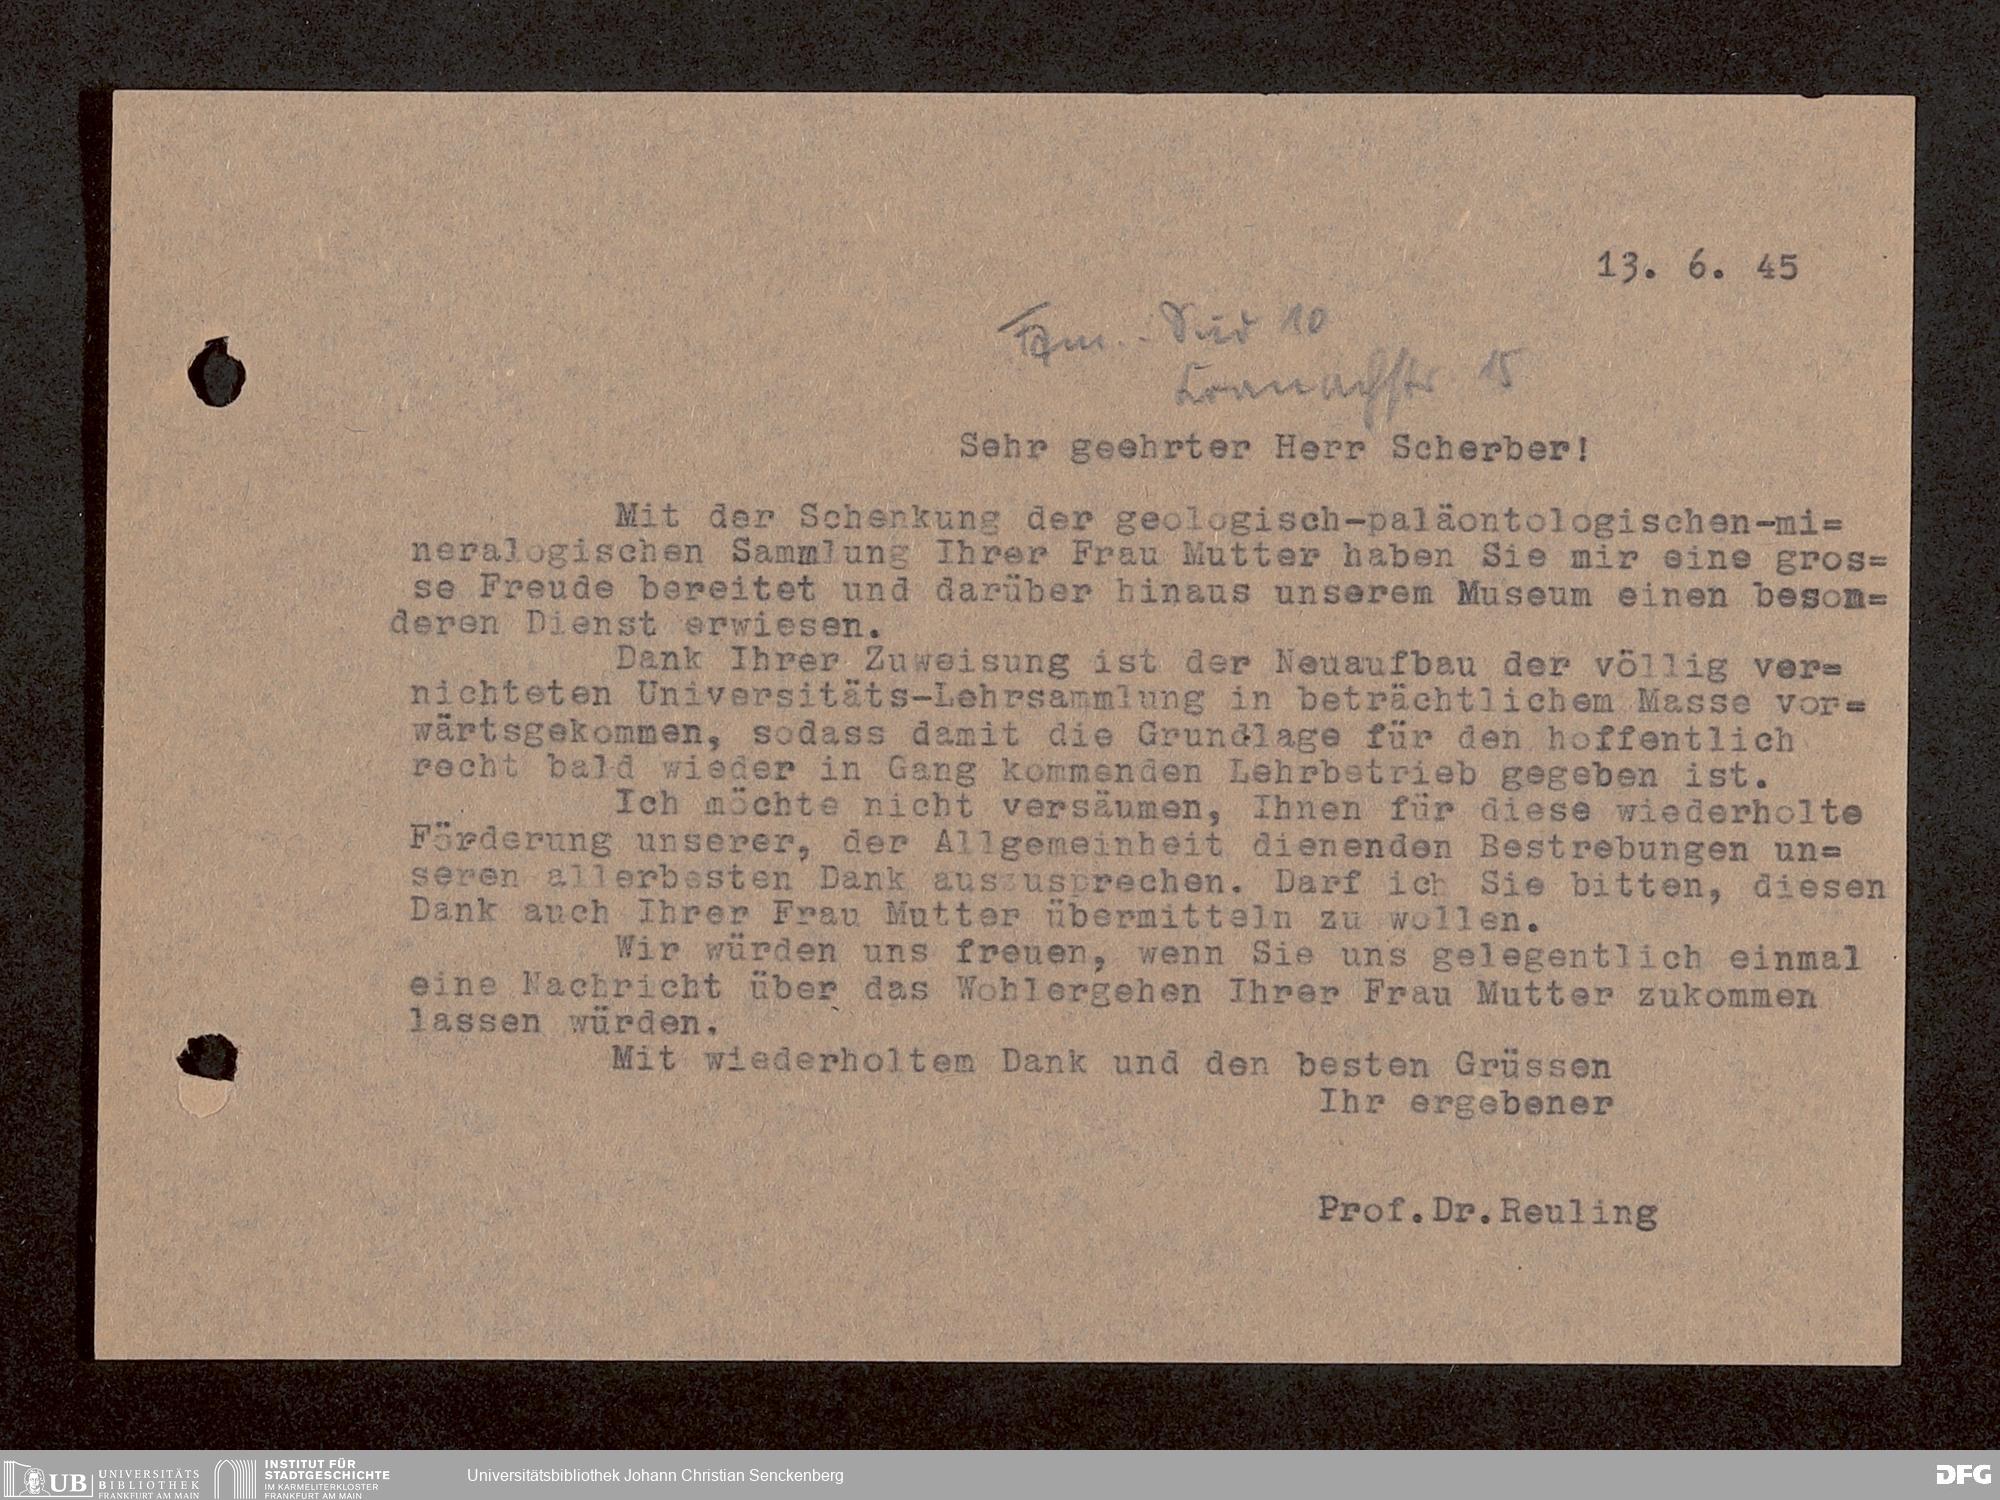 13. 6. 45
Ffm.. Süd 10
Cranachstr. 15
Sehr geehrter Herr Scherber!
Mit der Schenkung der geologisch-paläontologischen-mi=
neralogischen Sammlung Ihrer Frau Mutter haben Sie mir eine gros=
se Freude bereitet und darüber hinaus unserem Museum einen beson=
deren Dienst erwiesen.
Dank Ihrer Zuweisung ist der Neuaufbau der völlig ver=
nichteten Universitäts-Lehrsammlung in beträchtlichem Masse vor=
wärtsgekommen, sodass damit die Grundlage für den hoffentlich
recht bald wieder in Gang kommenden Lehrbetrieb gegeben ist.
Ich möchte nicht versäumen, Ihnen für diese wiederholte
Förderung unserer, der Allgemeinheit dienenden Bestrebungen un=
seren allerbesten Dank auszusprechen. Darf ich Sie bitten, diesen
Dank auch Ihrer Frau Mutter übermitteln zu wollen.
Wir würden uns freuen, wenn Sie uns gelegentlich einmal
eine Nachricht über das Wohlergehen Ihrer Frau Mutter zukommen
lassen würden.
Mit wiederholtem Dank und den besten Grüssen
Ihr ergebener
Prof.Dr.Reuling
UB UNIVERSITÄTS
BIBLIOTHEK
FRANKFURT AM MAIN
INSTITUT FÜR
STADTGESCHICHTE
IM KARMELITERKLOSTER
FRANKFURT AM MAIN
Universitätsbibliothek Johann Christian Senckenberg
DFG